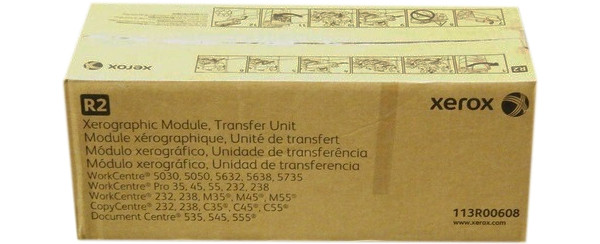 xerox
R2
xerox
Xerographic Module, Transfer Unit
Module xérographique, Unité de transfert
Módulo xerográfico, Unidade de transferência
Módulo xerográfico, Unidad de transferencia
WorkCentre® 5030, 5050, 5632, 5638, 5735
WorkCentre® Pro 35, 45, 55, 232, 238
WorkCentre® 232, 238, M35®, M45®, M55®
CopyCentre® 232, 238, C35®, C45®, C55®
Document Centre® 535, 545, 555®
113R00608
www.xerox.com